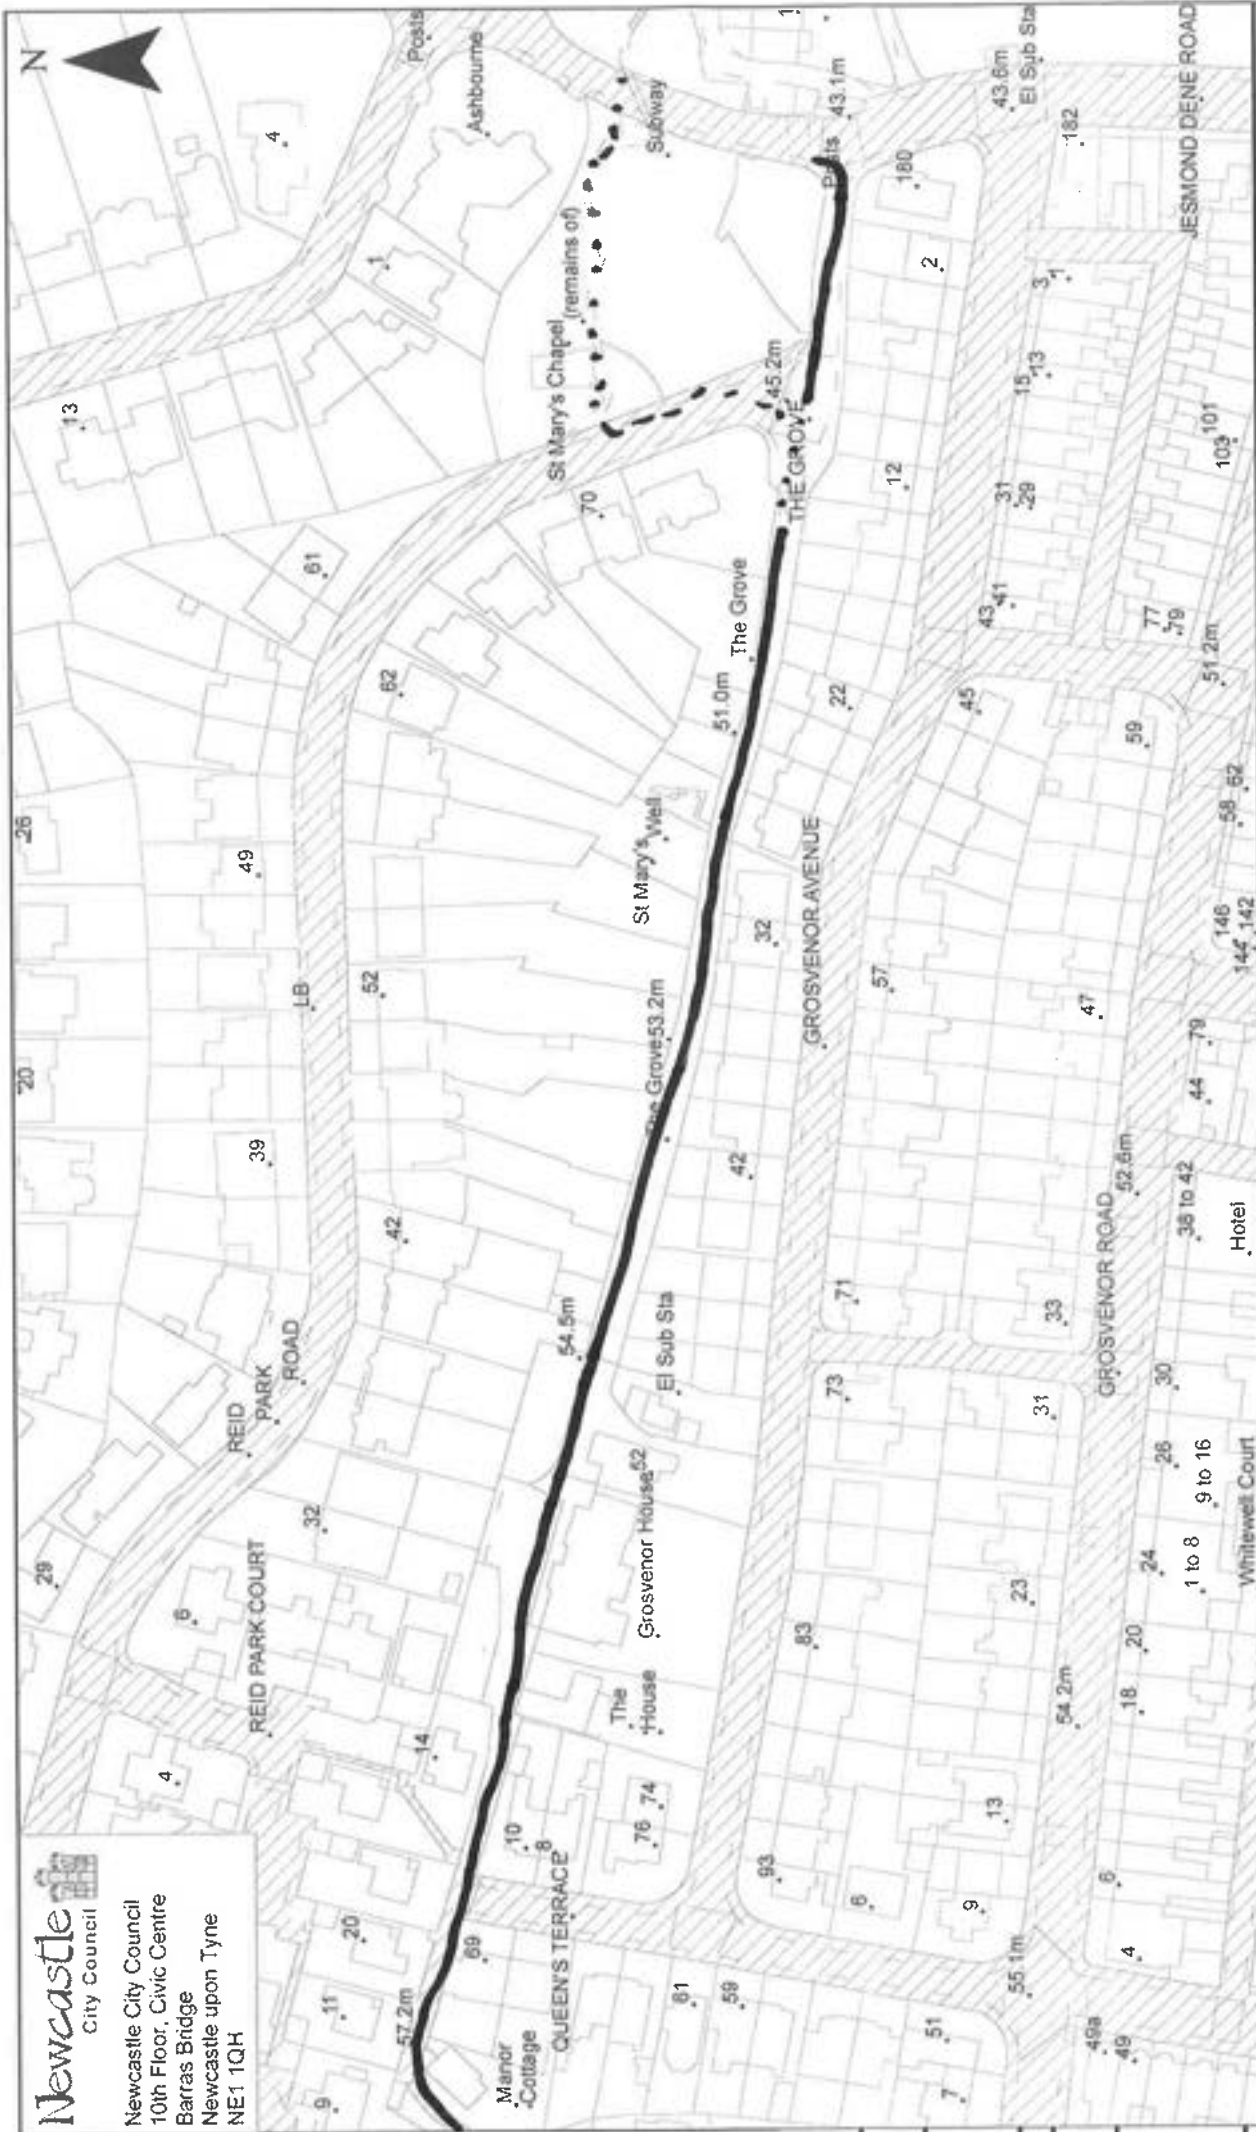 Newcastle
City Council
Newcastle City Council
10th Floor, Civic Centre
Barras Bridge
Newcastle upon Tyne
NE1 1QH
N
29
6
4
REID PARK COURT
32
REID
PARK
ROAD
20
26
39
49
LB
42
52
62
61
13
4
1
Posts
Ashbourne
St Mary's Chapel
(remains of)
Subway
70
9
11
20
14
57.2m
69
Manor
Cottage
QUEEN'S TERRACE
10
8
76
74
The
House
Grosvenor House
52
El Sub Sta
54.5m
The Grove
53.2m
St Mary's Well
51.0m
The Grove
THE GROVE
45.2m
Posts
43.1m
1
61
59
93
83
73
71
42
32
22
12
2
180
GROSVENOR AVENUE
57
45
43
41
31
29
15
13
3
1
43.6m
El Sub Sta
182
JESMOND DENE ROAD
51
7
6
9
13
23
31
33
47
59
77
79
103
101
55.1m
54.2m
GROSVENOR ROAD
52.6m
51.2m
49a
49
4
6
18
20
24
26
30
1 to 8
9 to 16
Whitewell Court
38 to 42
Hotel
44
79
144
146
142
58
62